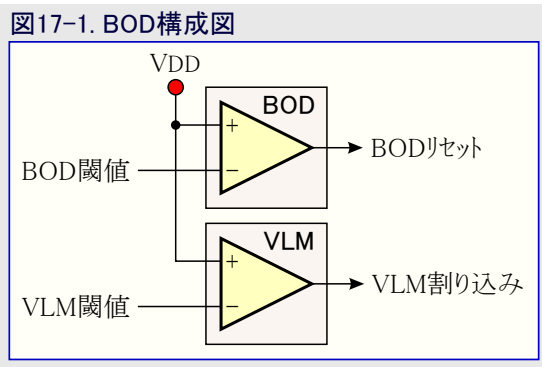 図17-1. BOD構成図
VDD
BOD
+
BOD閾値
−
BODリセット
VLM
+
VLM閾値
−
VLM割り込み